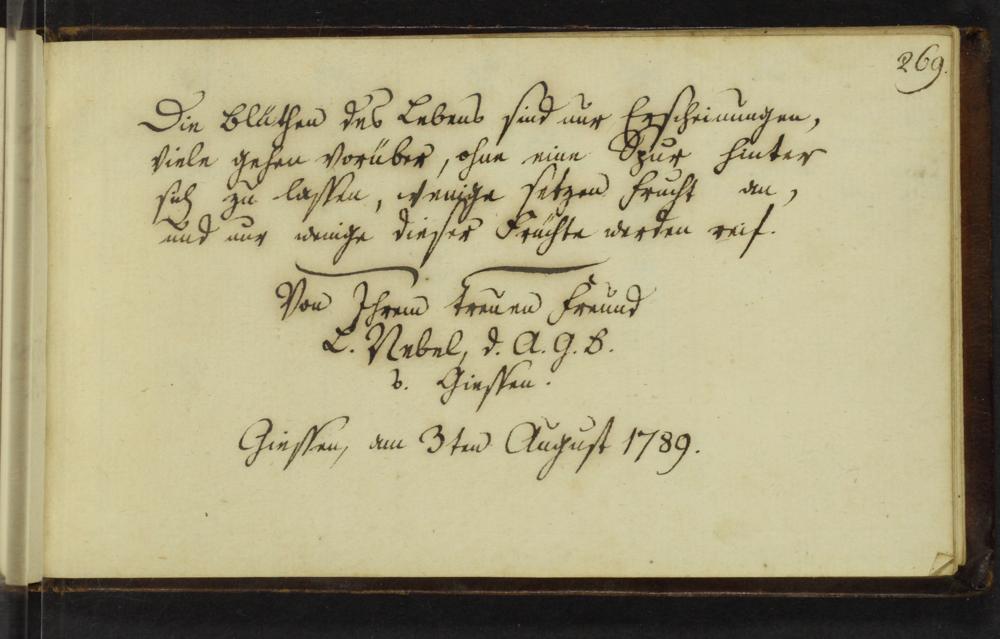 269.
Die Blüthen des Lebens sind nur Erscheinungen,
viele gehen vorüber, ohne eine Spur hinter
sich zu lassen, wenige setzen Frucht an,
und nur wenige dieser Früchte werden reif.
Von Ihrem treuen Freund
L. Nebel, d. A. G. B.
v. Giessen.
Giessen, am 3ten August 1789.